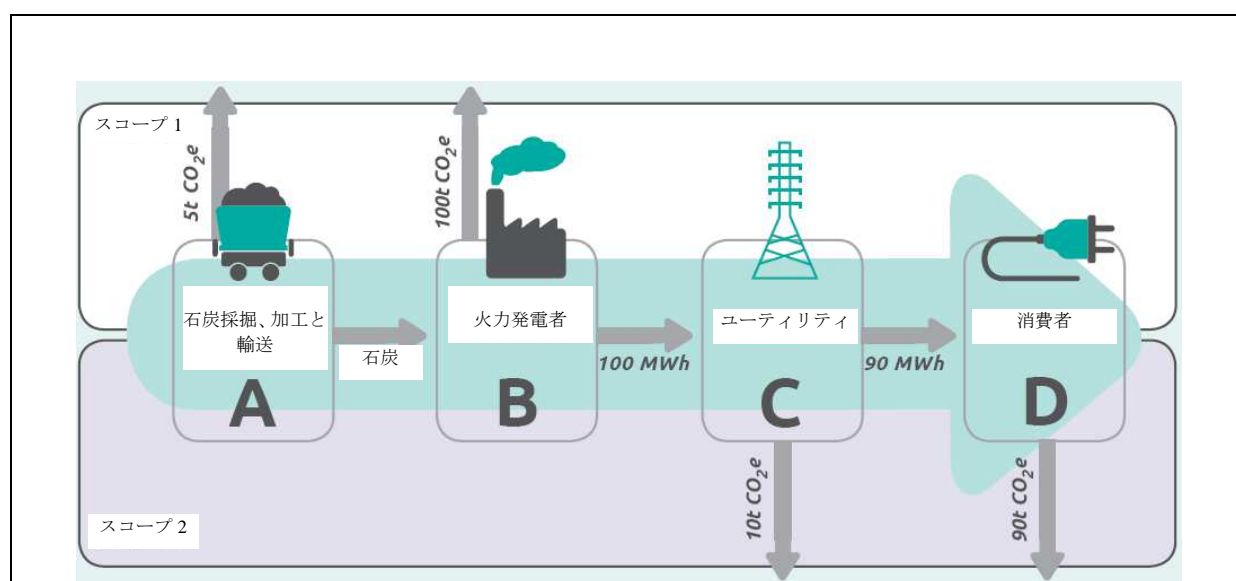 スコープ 1
5t CO₂e
100t CO₂e
石炭採掘、加工と
輸送
火力発電者
ユーティリティ
消費者
石炭
100 MWh
90 MWh
A
B
C
D
スコープ 2
10t CO₂e
90t CO₂e